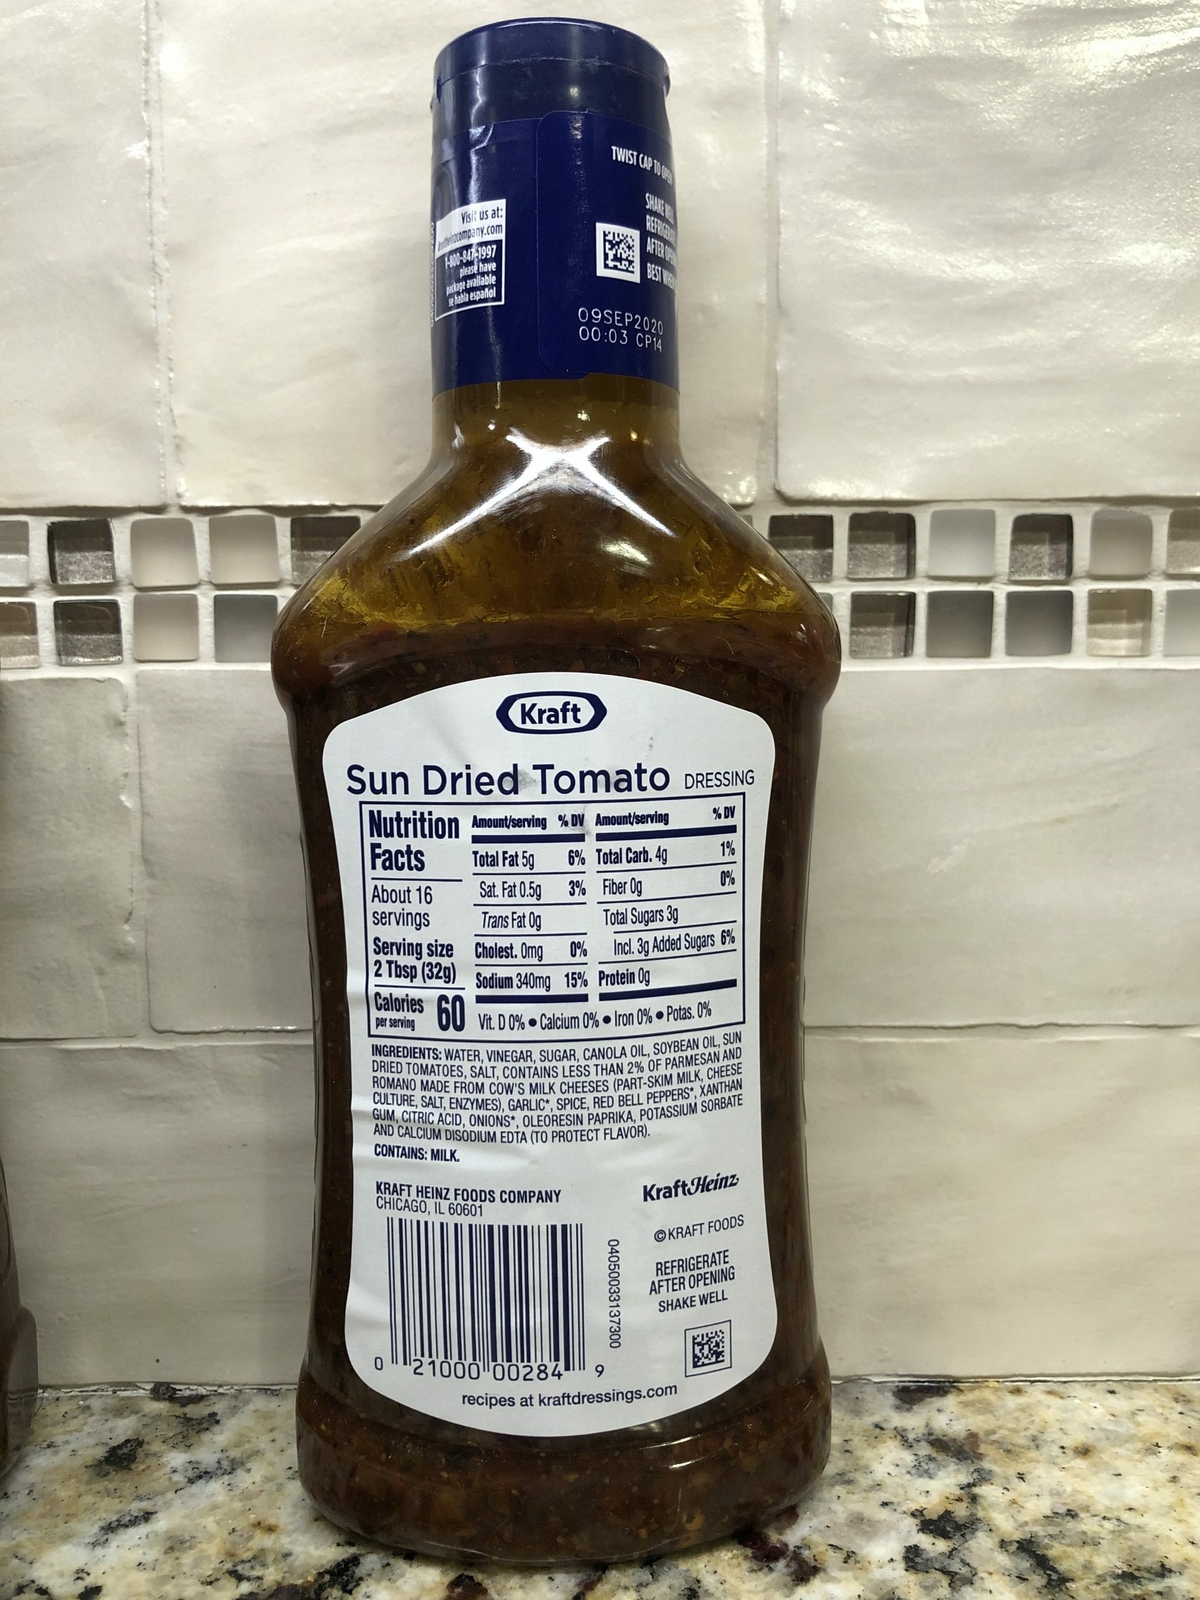 TWIST CAP TO
Visit us at:
1-800-847-1997
please have
package available
se habla español
SHAKE
AFTER
BEST
09SEP2020
00:03 CP14
Kraft
Sun Dried Tomato DRESSING
Nutrition Facts
About 16 servings
Serving size
2 Tbsp (32g)
Calories 60
per serving
Amount/serving % DV
Total Fat 5g 6%
Sat. Fat 0.5g 3%
Trans Fat 0g
Cholest. 0mg 0%
Sodium 340mg 15%
Amount/serving % DV
Total Carb. 4g 1%
Fiber 0g 0%
Total Sugars 3g
Incl. 3g Added Sugars 6%
Protein 0g
Vit. D 0% • Calcium 0% • Iron 0% • Potas. 0%
INGREDIENTS: WATER, VINEGAR, SUGAR, CANOLA OIL, SOYBEAN OIL, SUN
DRIED TOMATOES, SALT, CONTAINS LESS THAN 2% OF PARMESAN AND
ROMANO MADE FROM COW'S MILK CHEESES (PART-SKIM MILK, CHEESE
CULTURE, SALT, ENZYMES), GARLIC*, SPICE, RED BELL PEPPERS*, XANTHAN
GUM, CITRIC ACID, ONIONS*, OLEORESIN PAPRIKA, POTASSIUM SORBATE
AND CALCIUM DISODIUM EDTA (TO PROTECT FLAVOR).
CONTAINS: MILK.
KRAFT HEINZ FOODS COMPANY
CHICAGO, IL 60601
KraftHeinz
© KRAFT FOODS
REFRIGERATE
AFTER OPENING
SHAKE WELL
0405003313730​0
0 21000 00284 9
recipes at kraftdressings.com